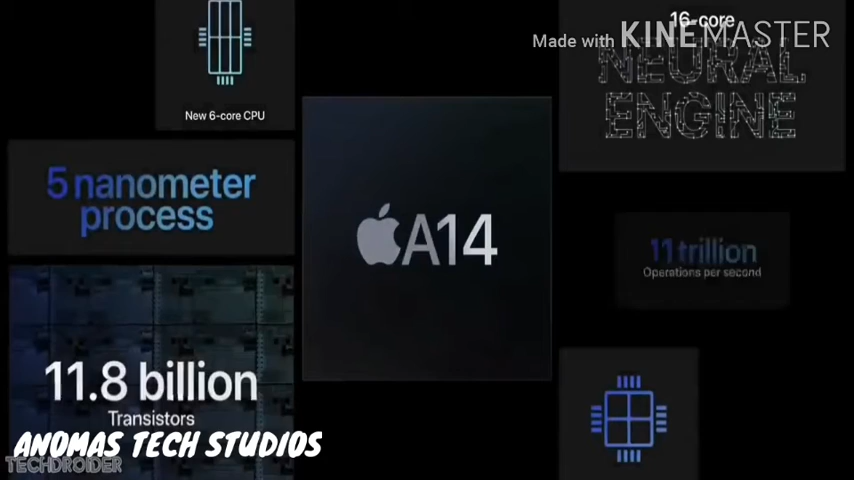 16-core
Made with KINEMASTER
NEURAL
ENGINE
New 6-core CPU
5 nanometer
process
A14
11 trillion
Operations per second
11.8 billion
Transistors
ANOMAS TECH STUDIOS
TECHDROIDER